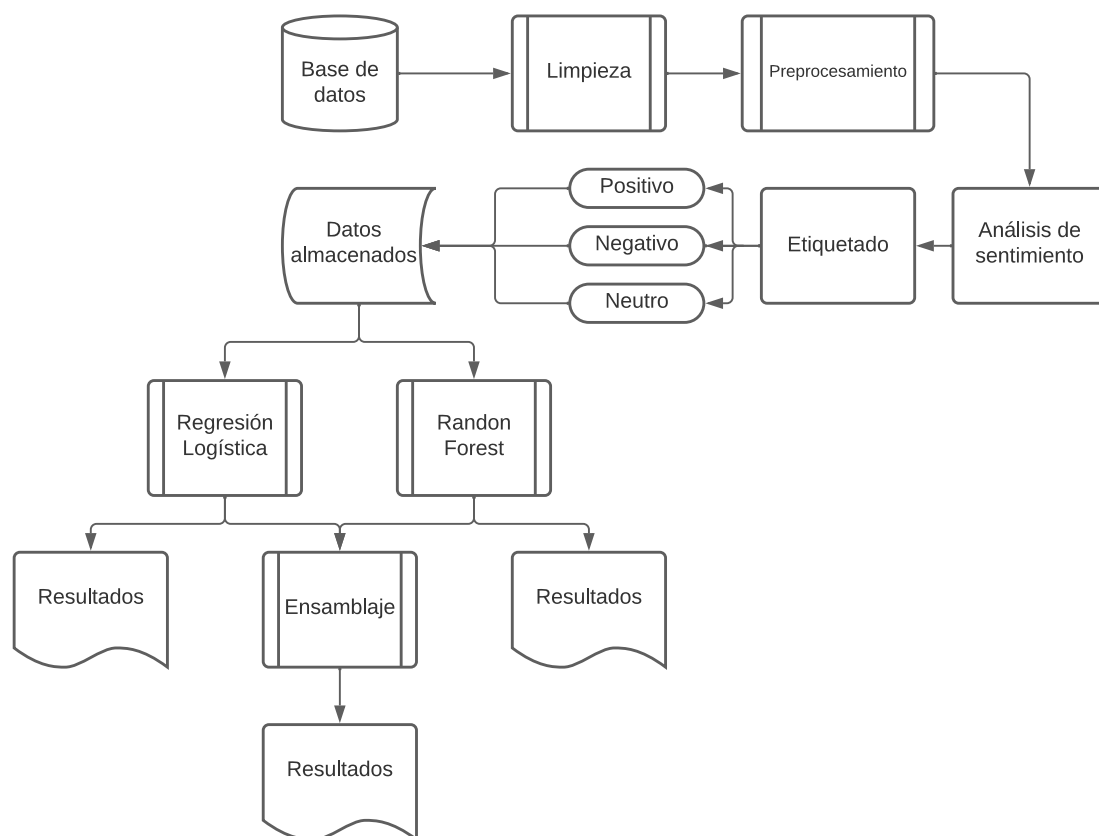 Base de
datos
Limpieza
Preprocesamiento
Análisis de
sentimiento
Etiquetado
Positivo
Negativo
Neutro
Datos
almacenados
Regresión
Logística
Randon
Forest
Resultados
Ensamblaje
Resultados
Resultados